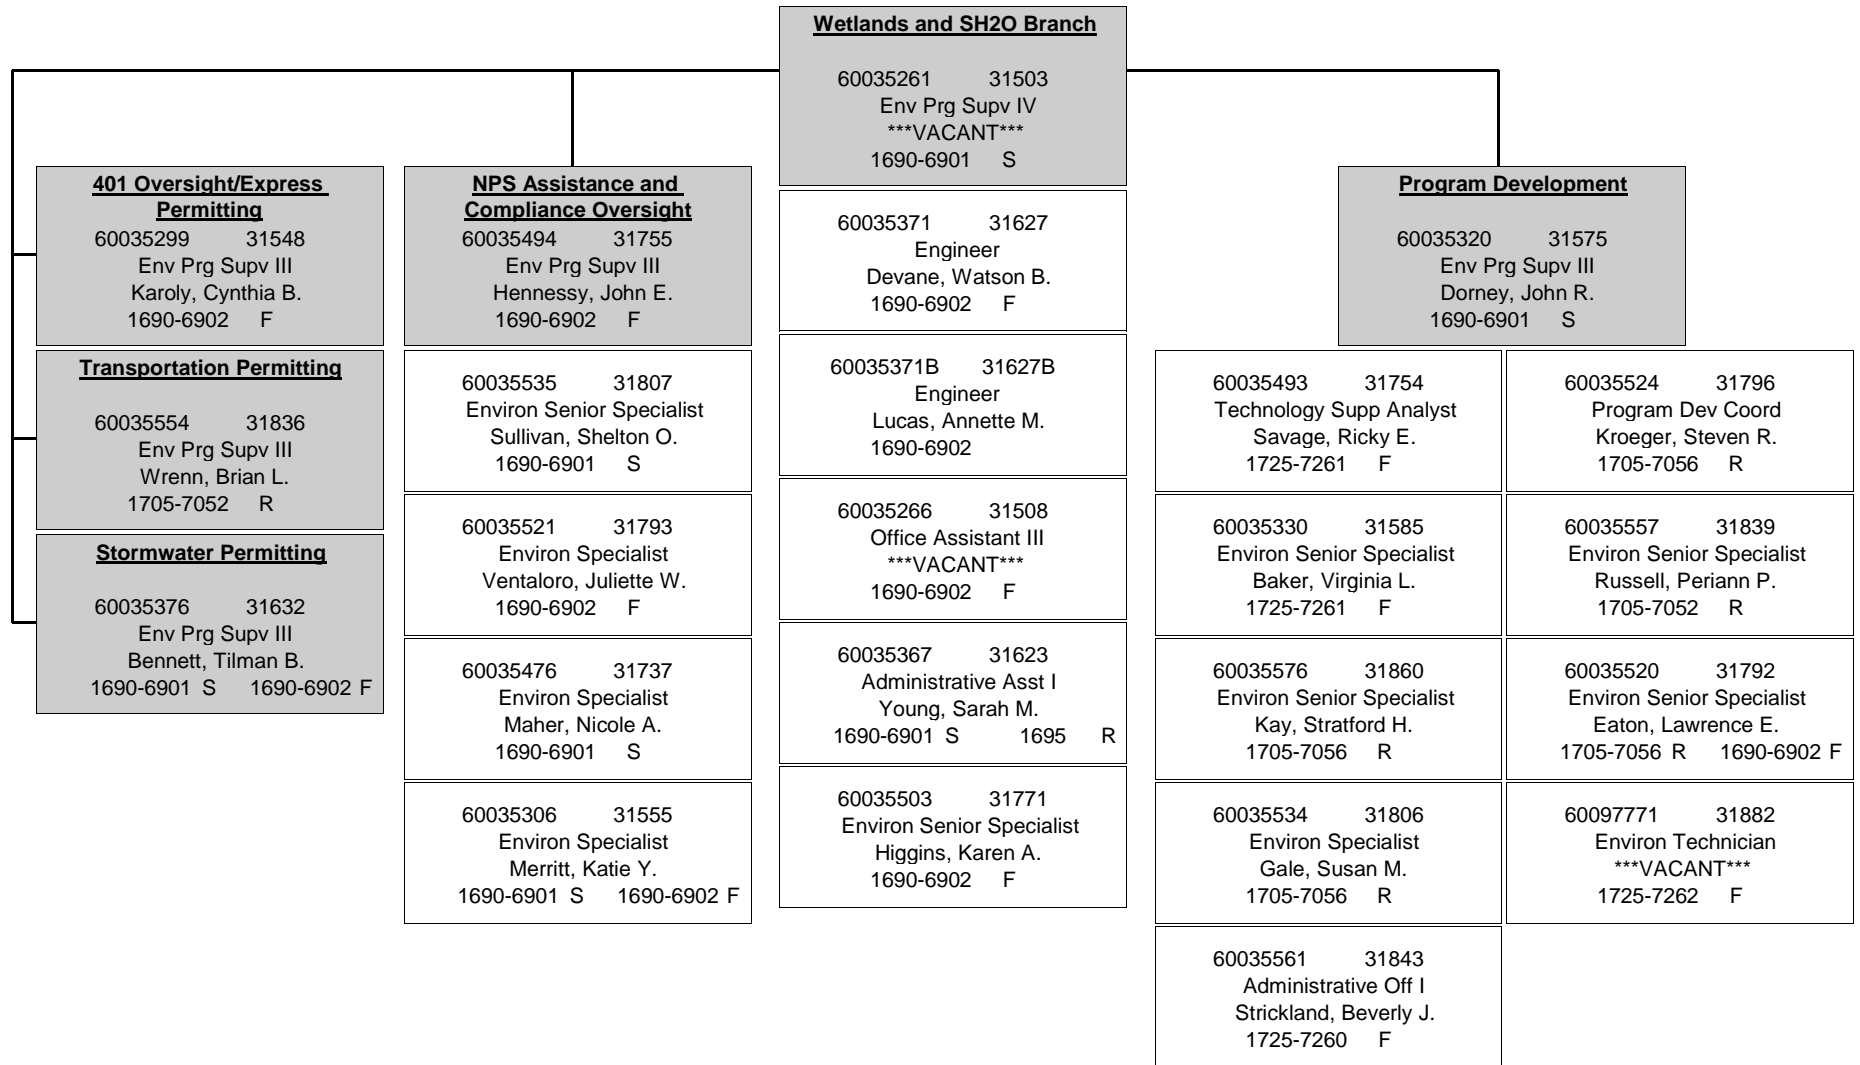 Wetlands and SH2O Branch
60035261 31503
Env Prg Supv IV
***VACANT***
1690-6901 S
401 Oversight/Express
Permitting
60035299 31548
Env Prg Supv III
Karoly, Cynthia B.
1690-6902 F
Transportation Permitting
60035554 31836
Env Prg Supv III
Wrenn, Brian L.
1705-7052 R
Stormwater Permitting
60035376 31632
Env Prg Supv III
Bennett, Tilman B.
1690-6901 S 1690-6902 F
NPS Assistance and
Compliance Oversight
60035494 31755
Env Prg Supv III
Hennessy, John E.
1690-6902 F
60035535 31807
Environ Senior Specialist
Sullivan, Shelton O.
1690-6901 S
60035521 31793
Environ Specialist
Ventaloro, Juliette W.
1690-6902 F
60035476 31737
Environ Specialist
Maher, Nicole A.
1690-6901 S
60035306 31555
Environ Specialist
Merritt, Katie Y.
1690-6901 S 1690-6902 F
60035371 31627
Engineer
Devane, Watson B.
1690-6902 F
60035371B 31627B
Engineer
Lucas, Annette M.
1690-6902
60035266 31508
Office Assistant III
***VACANT***
1690-6902 F
60035367 31623
Administrative Asst I
Young, Sarah M.
1690-6901 S 1695 R
60035503 31771
Environ Senior Specialist
Higgins, Karen A.
1690-6902 F
Program Development
60035320 31575
Env Prg Supv III
Dorney, John R.
1690-6901 S
60035493 31754
Technology Supp Analyst
Savage, Ricky E.
1725-7261 F
60035330 31585
Environ Senior Specialist
Baker, Virginia L.
1725-7261 F
60035576 31860
Environ Senior Specialist
Kay, Stratford H.
1705-7056 R
60035534 31806
Environ Specialist
Gale, Susan M.
1705-7056 R
60035561 31843
Administrative Off I
Strickland, Beverly J.
1725-7260 F
60035524 31796
Program Dev Coord
Kroeger, Steven R.
1705-7056 R
60035557 31839
Environ Senior Specialist
Russell, Periann P.
1705-7052 R
60035520 31792
Environ Senior Specialist
Eaton, Lawrence E.
1705-7056 R 1690-6902 F
60097771 31882
Environ Technician
***VACANT***
1725-7262 F